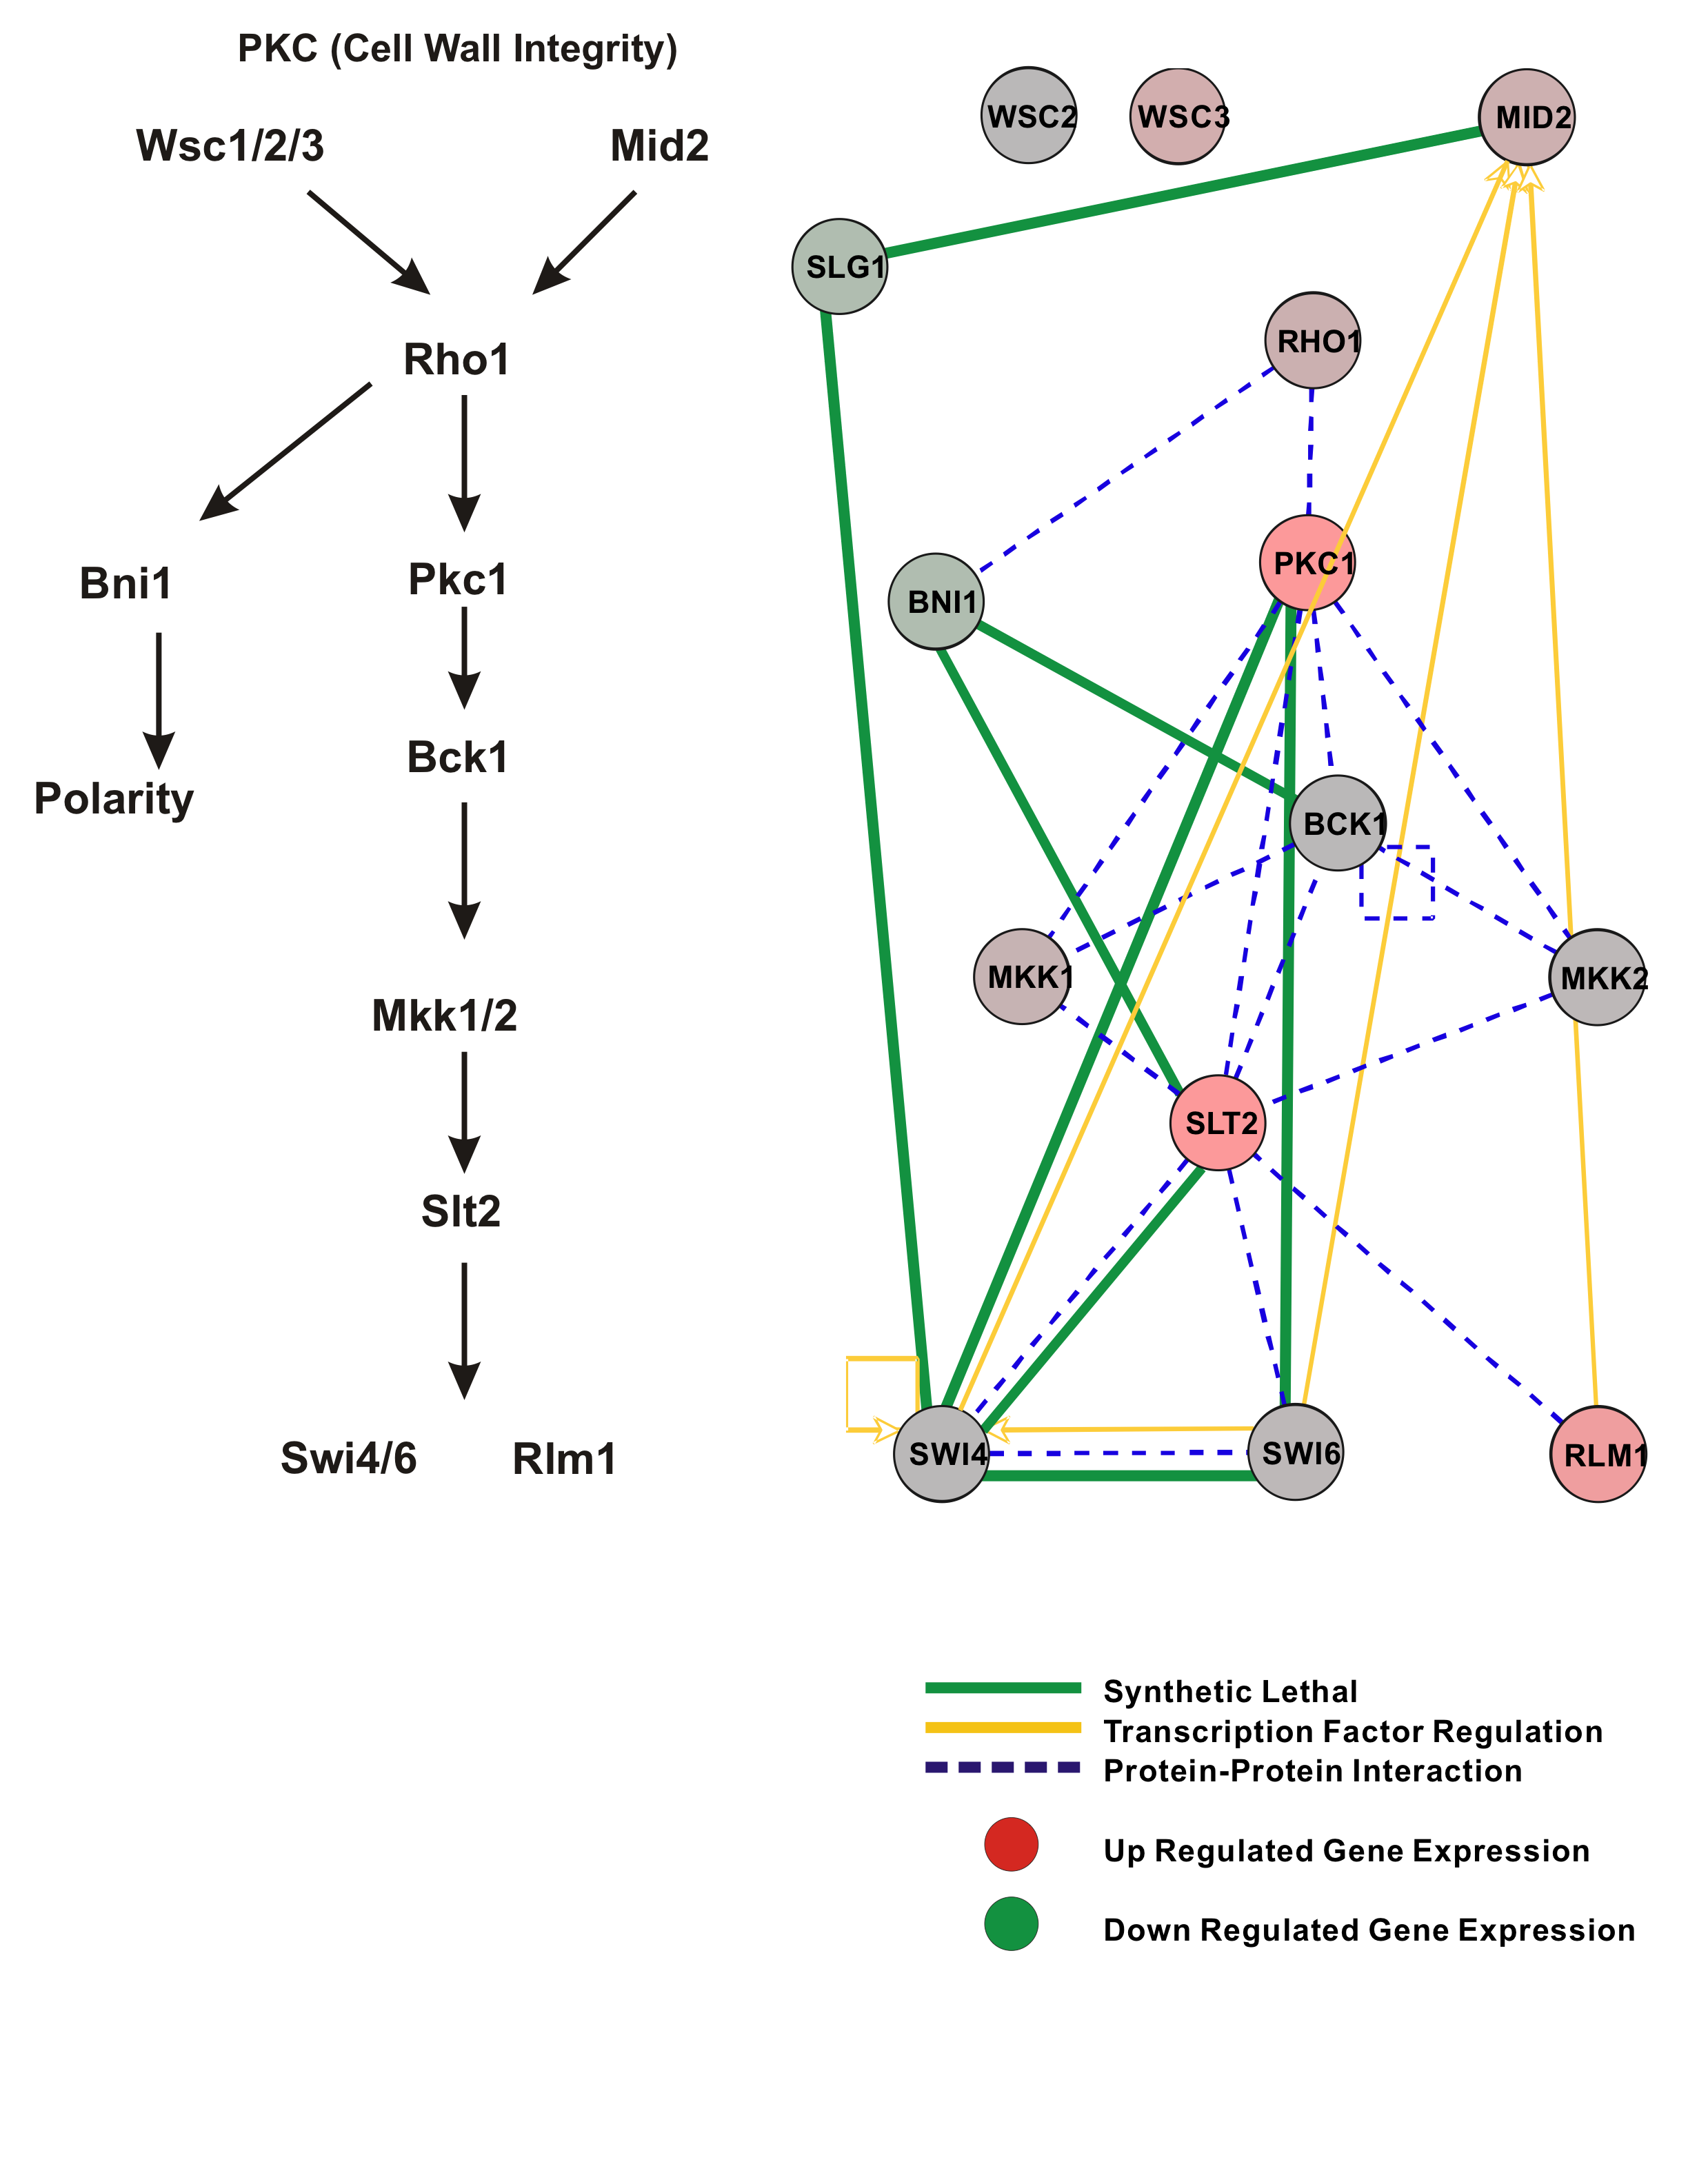 PKC (Cell Wall Integrity)
Wsc1/2/3
Mid2
Rho1
Bni1
Pkc1
Bck1
Polarity
Mkk1/2
Slt2
Swi4/6
Rlm1
WSC2
WSC3
MID2
SLG1
RHO1
PKC1
BNI1
BCK1
MKK1
MKK2
SLT2
SWI4
SWI6
RLM1
Synthetic Lethal
Transcription Factor Regulation
Protein-Protein Interaction
Up Regulated Gene Expression
Down Regulated Gene Expression